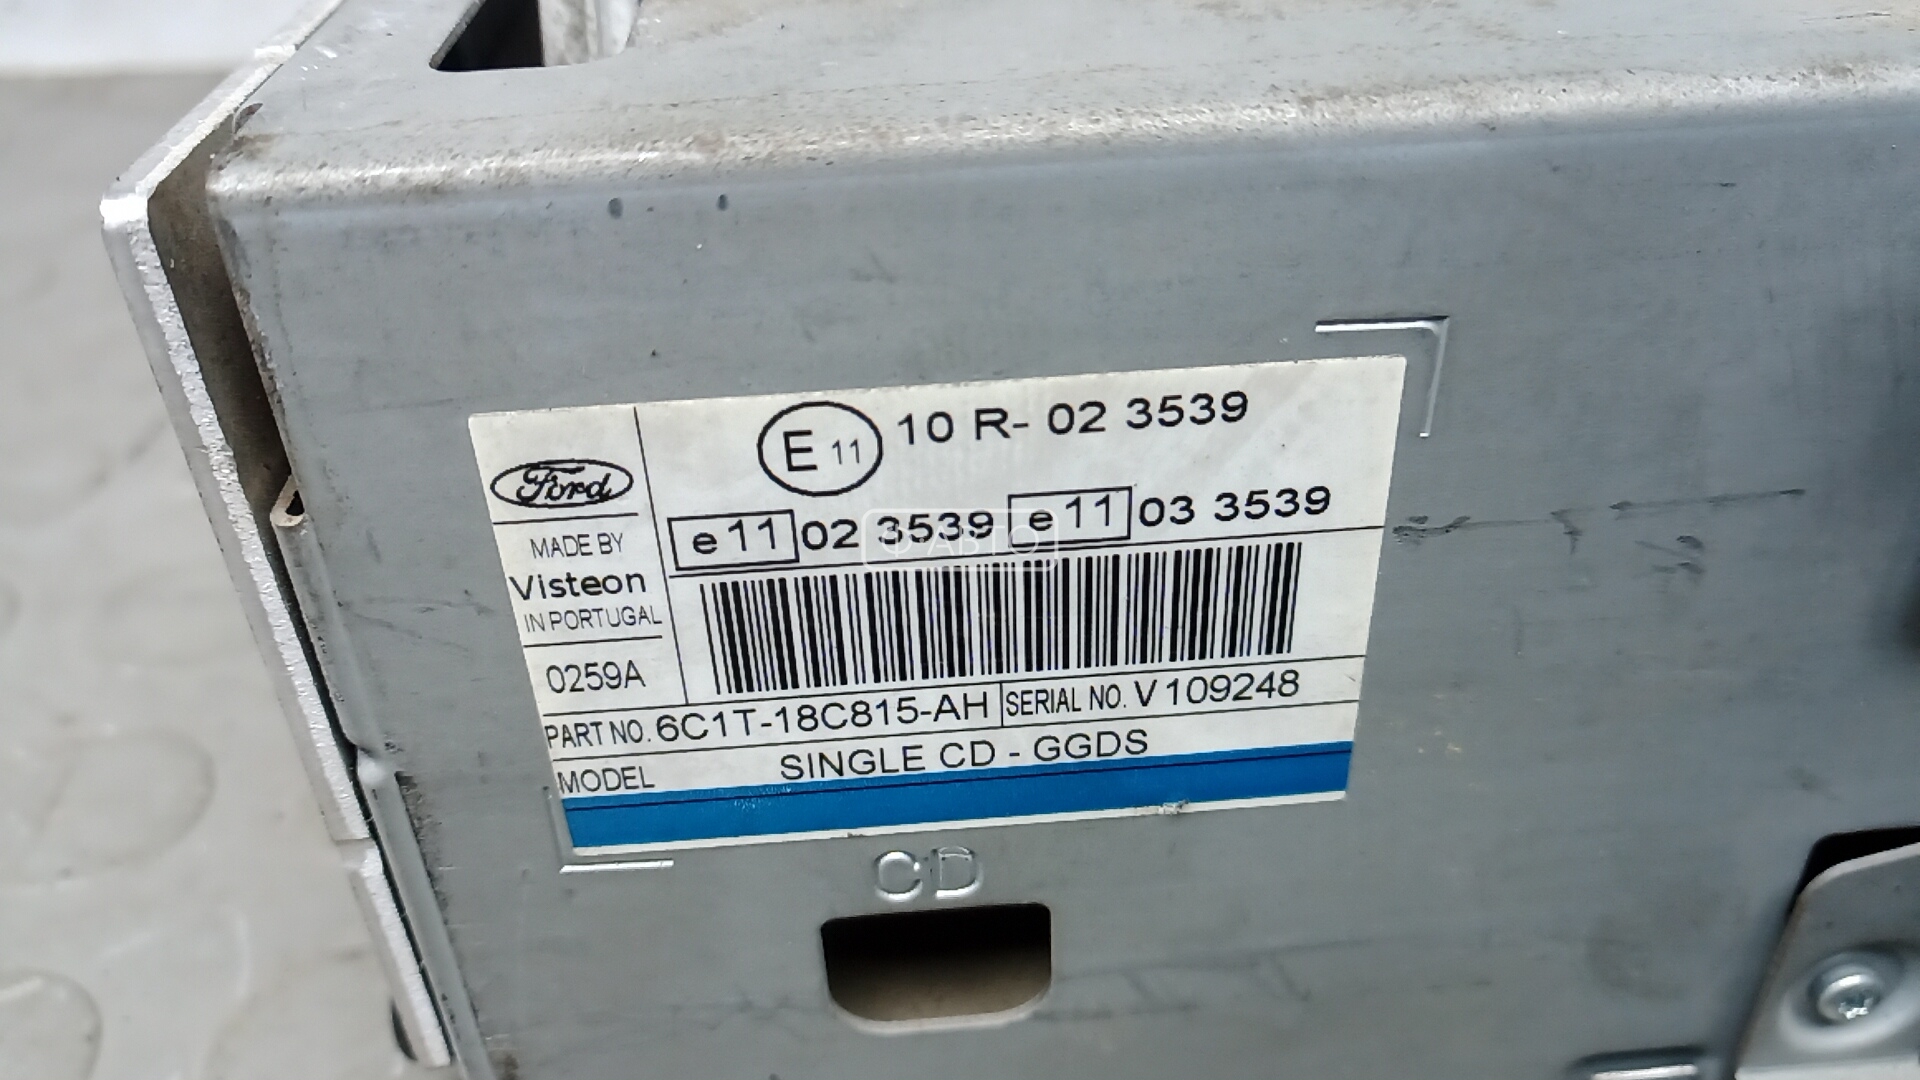 E 11 10 R- 02 3539
Ford
e11 02 3539 e11 03 3539
MADE BY
Visteon
IN PORTUGAL
0259A
PART NO. 6C1T-18C815-AH SERIAL NO. V109248
MODEL SINGLE CD - GGDS
CD